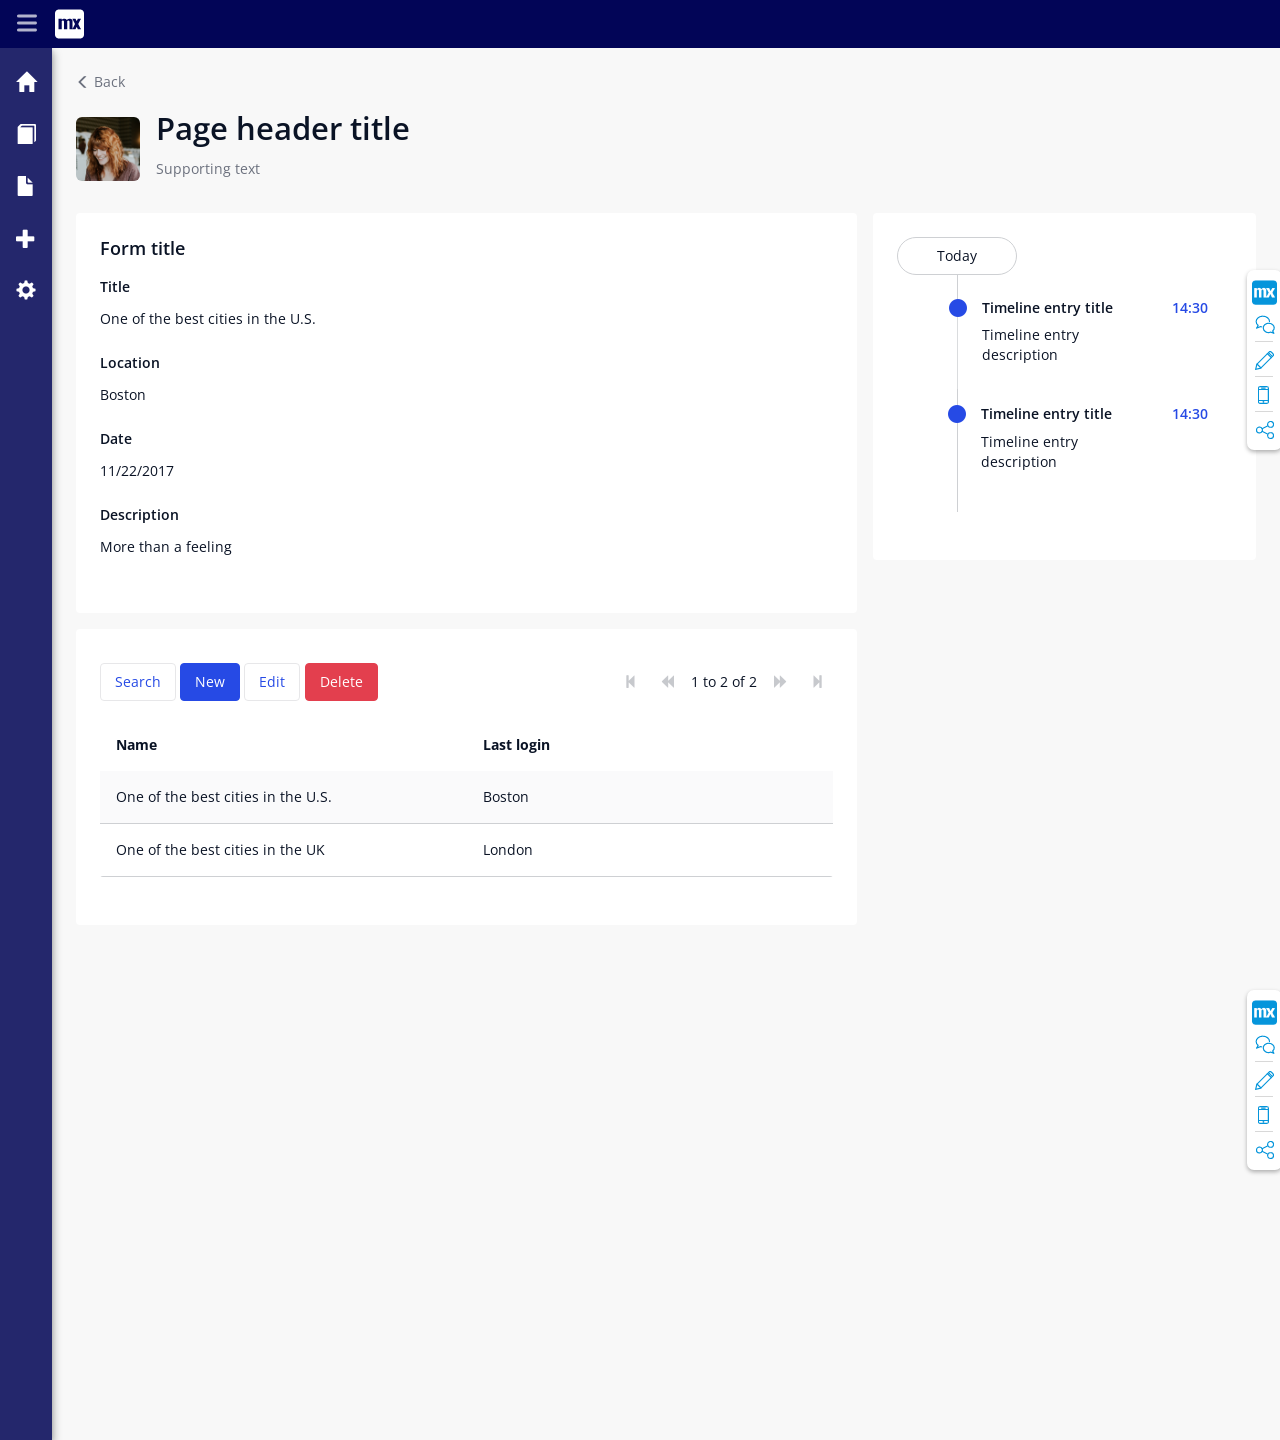 mx
Back
Page header title
Supporting text
Form title
Title
One of the best cities in the U.S.
Location
Boston
Date
11/22/2017
Description
More than a feeling
Today
Timeline entry title 14:30
Timeline entry
description
Timeline entry title 14:30
Timeline entry
description
mx
Search New Edit Delete 1 to 2 of 2
Name Last login
One of the best cities in the U.S. Boston
One of the best cities in the UK London
mx